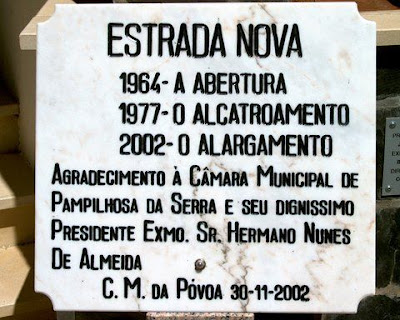 ESTRADA NOVA
1964- A ABERTURA
1977- O ALCATROAMENTO
2002- O ALARGAMENTO
AGRADECIMENTO À CÂMARA MUNICIPAL DE
PAMPILHOSA DA SERRA E SEU DIGNISSIMO
PRESIDENTE EXMO. SR. HERMANO NUNES
DE ALMEIDA
C. M. DA PÓVOA 30-11-2002